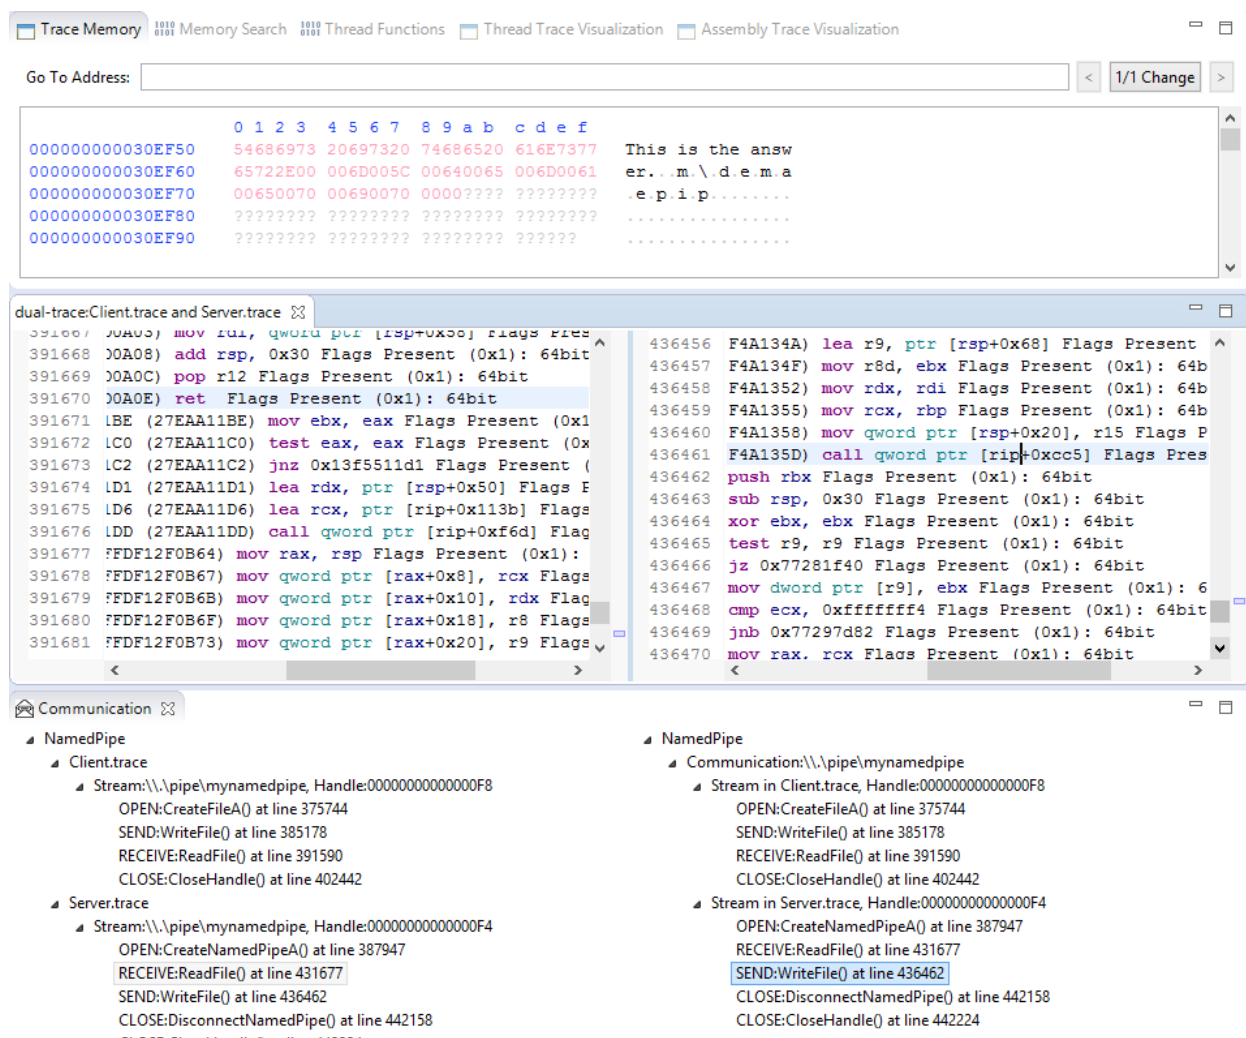 Trace Memory Memory Search Thread Functions Thread Trace Visualization Assembly Trace Visualization
Go To Address: < 1/1 Change >
0 1 2 3 4 5 6 7 8 9 a b c d e f
000000000030EF50 54686973 20697320 74686520 616E7377 This is the answ
000000000030EF60 65722E00 006D005C 00640065 006D0061 er...m.\.d.e.m.a
000000000030EF70 00650070 00690070 0000???? ???????? .e.p.i.p........
000000000030EF80 ???????? ???????? ???????? ???????? ................
000000000030EF90 ???????? ???????? ???????? ?????? ................
dual-trace:Client.trace and Server.trace
391667 00A03) mov rdi, qword ptr [rsp+0x58] Flags Pres
391668 00A08) add rsp, 0x30 Flags Present (0x1): 64bit
391669 00A0C) pop r12 Flags Present (0x1): 64bit
391670 00A0E) ret Flags Present (0x1): 64bit
391671 1BE (27EAA11BE) mov ebx, eax Flags Present (0x1
391672 1C0 (27EAA11C0) test eax, eax Flags Present (0x
391673 1C2 (27EAA11C2) jnz 0x13f5511d1 Flags Present (
391674 1D1 (27EAA11D1) lea rdx, ptr [rsp+0x50] Flags P
391675 1D6 (27EAA11D6) lea rcx, ptr [rip+0x113b] Flags
391676 1DD (27EAA11DD) call qword ptr [rip+0xf6d] Flag
391677 FFDF12F0B64) mov rax, rsp Flags Present (0x1):
391678 FFDF12F0B67) mov qword ptr [rax+0x8], rcx Flags
391679 FFDF12F0B6B) mov qword ptr [rax+0x10], rdx Flag
391680 FFDF12F0B6F) mov qword ptr [rax+0x18], r8 Flags
391681 FFDF12F0B73) mov qword ptr [rax+0x20], r9 Flags
436456 F4A134A) lea r9, ptr [rsp+0x68] Flags Present
436457 F4A134F) mov r8d, ebx Flags Present (0x1): 64b
436458 F4A1352) mov rdx, rdi Flags Present (0x1): 64b
436459 F4A1355) mov rcx, rbp Flags Present (0x1): 64b
436460 F4A1358) mov qword ptr [rsp+0x20], r15 Flags P
436461 F4A135D) call qword ptr [rip+0xcc5] Flags Pres
436462 push rbx Flags Present (0x1): 64bit
436463 sub rsp, 0x30 Flags Present (0x1): 64bit
436464 xor ebx, ebx Flags Present (0x1): 64bit
436465 test r9, r9 Flags Present (0x1): 64bit
436466 jz 0x77281f40 Flags Present (0x1): 64bit
436467 mov dword ptr [r9], ebx Flags Present (0x1): 6
436468 cmp ecx, 0xfffffff4 Flags Present (0x1): 64bit
436469 jnb 0x77297d82 Flags Present (0x1): 64bit
436470 mov rax, rcx Flags Present (0x1): 64bit
Communication
NamedPipe
Client.trace
Stream:\\.\pipe\mynamedpipe, Handle:00000000000000F8
OPEN:CreateFileA() at line 375744
SEND:WriteFile() at line 385178
RECEIVE:ReadFile() at line 391590
CLOSE:CloseHandle() at line 402442
Server.trace
Stream:\\.\pipe\mynamedpipe, Handle:00000000000000F4
OPEN:CreateNamedPipeA() at line 387947
RECEIVE:ReadFile() at line 431677
SEND:WriteFile() at line 436462
CLOSE:DisconnectNamedPipe() at line 442158
NamedPipe
Communication:\\.\pipe\mynamedpipe
Stream in Client.trace, Handle:00000000000000F8
OPEN:CreateFileA() at line 375744
SEND:WriteFile() at line 385178
RECEIVE:ReadFile() at line 391590
CLOSE:CloseHandle() at line 402442
Stream in Server.trace, Handle:00000000000000F4
OPEN:CreateNamedPipeA() at line 387947
RECEIVE:ReadFile() at line 431677
SEND:WriteFile() at line 436462
CLOSE:DisconnectNamedPipe() at line 442158
CLOSE:CloseHandle() at line 442224